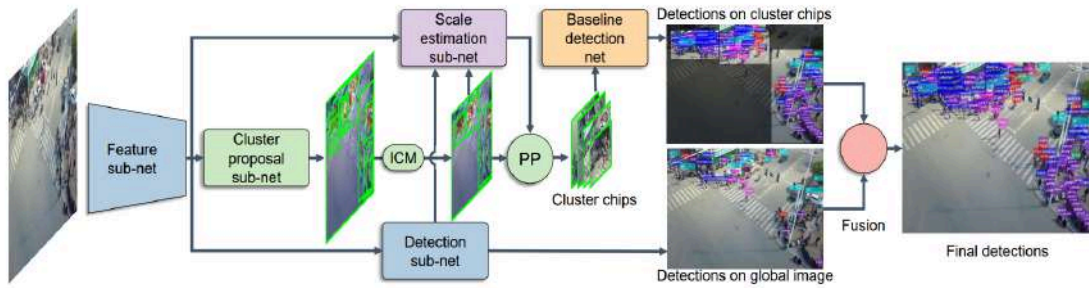 Feature
sub-net
Cluster
proposal
sub-net
ICM
Scale
estimation
sub-net
Detection
sub-net
PP
Cluster chips
Baseline
detection
net
Detections on cluster chips
Detections on global image
Fusion
Final detections